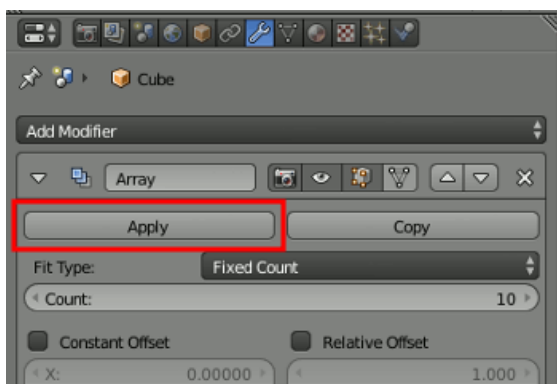 Cube
Add Modifier
Array
Apply Copy
Fit Type: Fixed Count
Count: 10
Constant Offset Relative Offset
X: 0.00000 1.000